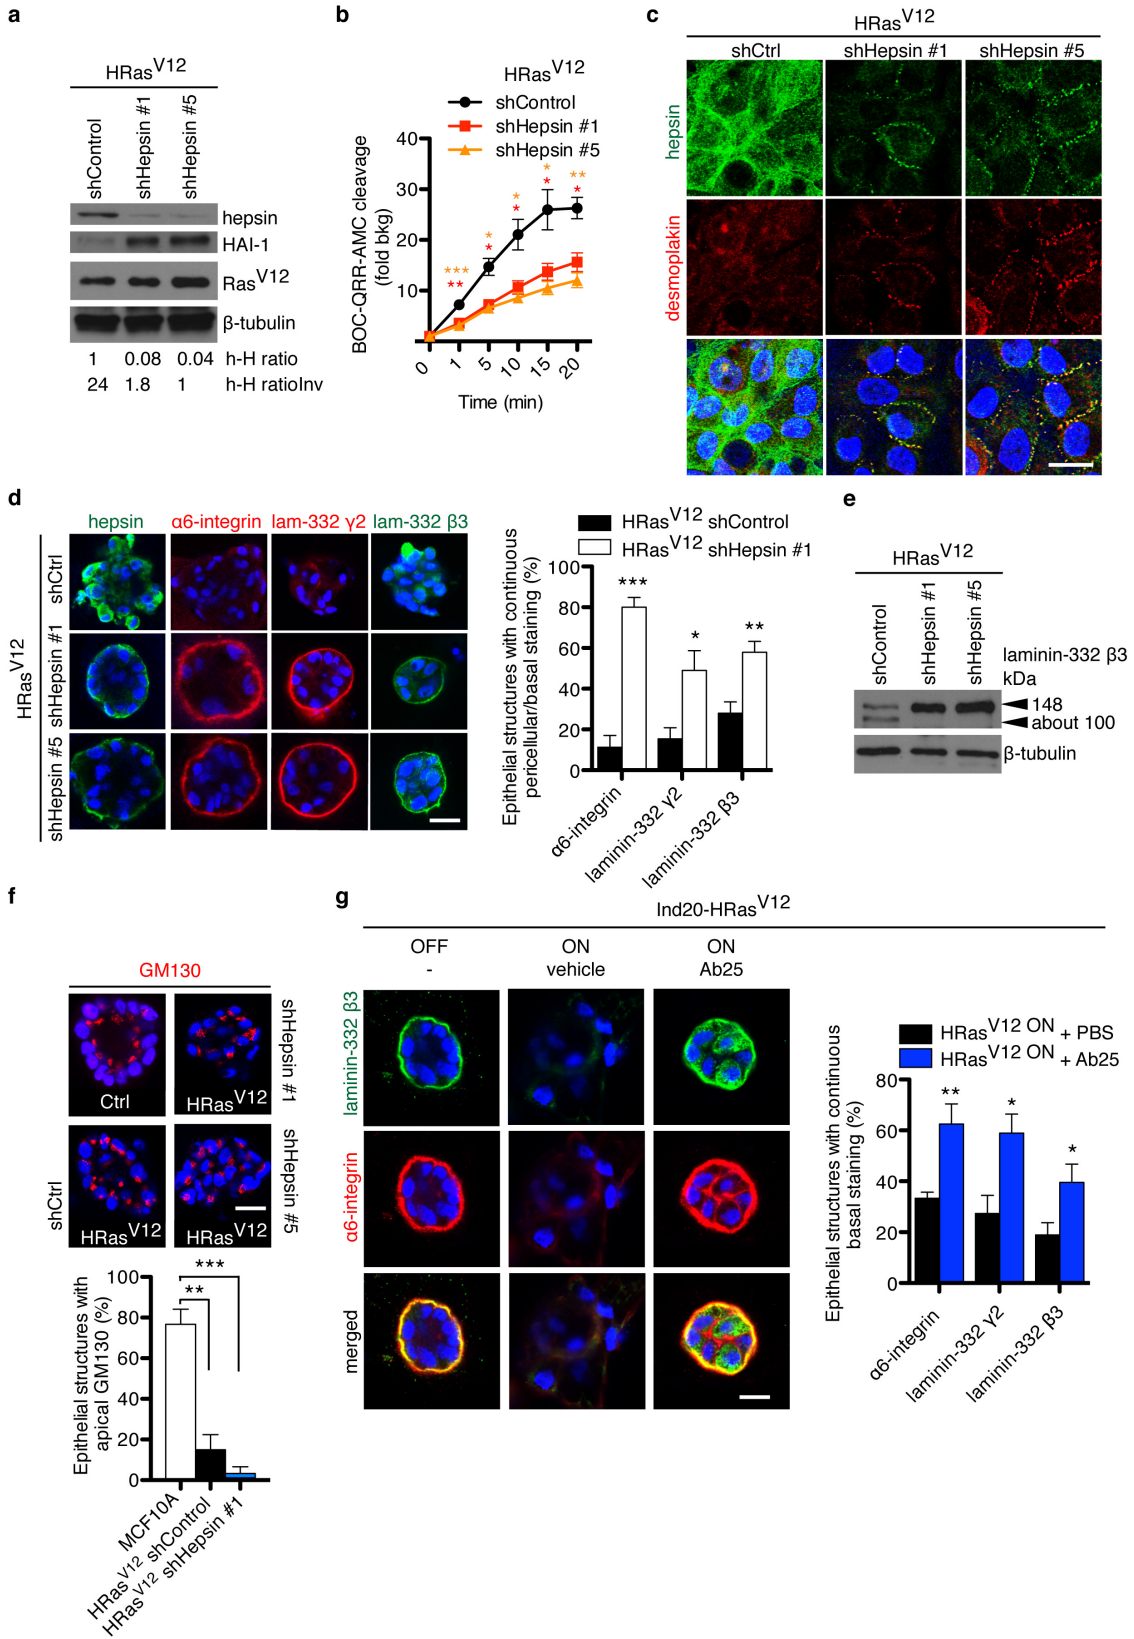 a
HRasV12
shControl
shHepsin #1
shHepsin #5
hepsin
HAI-1
RasV12
β-tubulin
1 0.08 0.04 h-H ratio
24 1.8 1 h-H ratioInv
b
HRasV12
shControl
shHepsin #1
shHepsin #5
BOC-QRR-AMC cleavage
(fold bkg)
40
30
20
10
*** ** * * * * * * ** *
0 1 5 10 15 20
Time (min)
c
HRasV12
shCtrl shHepsin #1 shHepsin #5
hepsin
desmoplakin
d
hepsin α6-integrin lam-332 γ2 lam-332 β3
HRasV12
shCtrl
shHepsin #1
shHepsin #5
HRasV12 shControl
HRasV12 shHepsin #1
Epithelial structures with continuous
pericellular/basal staining (%)
100
80
60
40
20
0
*** * **
α6-integrin
laminin-332 γ2
laminin-332 β3
e
HRasV12
shControl
shHepsin #1
shHepsin #5
laminin-332 β3
kDa
148
about 100
β-tubulin
f
GM130
Ctrl
HRasV12
shHepsin #1
shCtrl
HRasV12
HRasV12
shHepsin #5
Epithelial structures with
apical GM130 (%)
100
80
60
40
20
0
***
**
MCF10A
HRasV12 shControl
HRasV12 shHepsin #1
g
Ind20-HRasV12
OFF ON ON
- vehicle Ab25
laminin-332 β3
α6-integrin
merged
HRasV12 ON + PBS
HRasV12 ON + Ab25
Epithelial structures with continuous
basal staining (%)
80
60
40
20
0
** * *
α6-integrin
laminin-332 γ2
laminin-332 β3